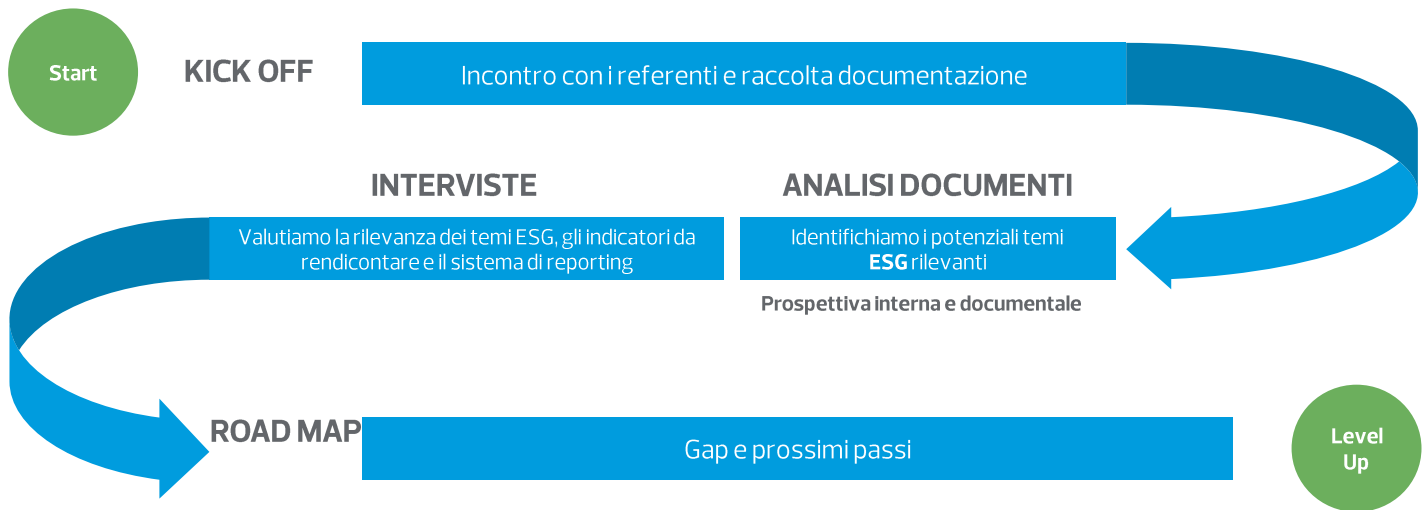 Start
KICK OFF
Incontro con i referenti e raccolta documentazione
ANALISI DOCUMENTI
Identifichiamo i potenziali temi
ESG rilevanti
Prospettiva interna e documentale
INTERVISTE
Valutiamo la rilevanza dei temi ESG, gli indicatori da
rendicontare e il sistema di reporting
ROAD MAP
Gap e prossimi passi
Level
Up